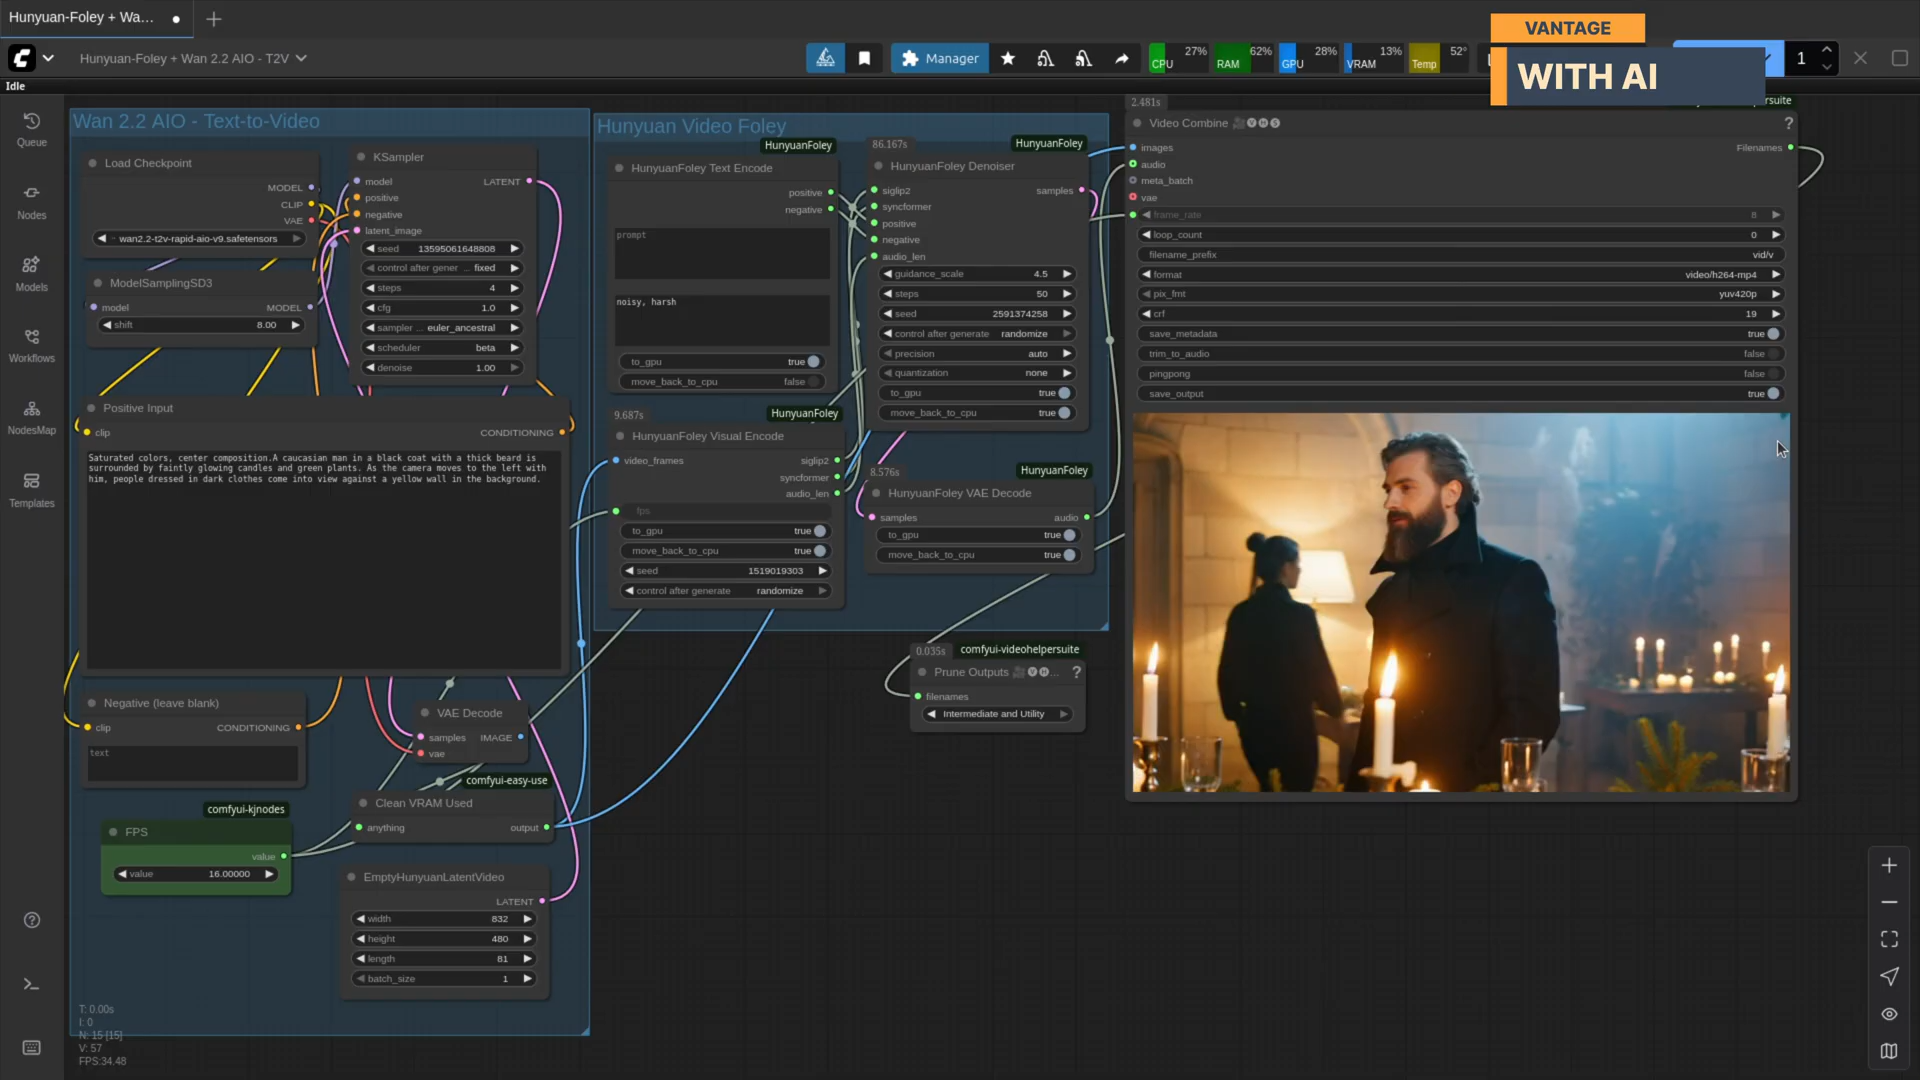 Hunyuan-Foley + Wa...
VANTAGE
WITH AI
Hunyuan-Foley + Wan 2.2 AIO - T2V
Manager
27%
CPU
62%
RAM
28%
GPU
13%
VRAM
52°
Temp
1
Idle
Queue
Nodes
Models
Workflows
NodesMap
Templates
Wan 2.2 AIO - Text-to-Video
Load Checkpoint
MODEL
CLIP
VAE
wan2.2-t2v-rapid-aio-v9.safetensors
ModelSamplingSD3
model MODEL
shift 8.00
KSampler
model LATENT
positive
negative
latent_image
seed 13595061648808
control after gener ... fixed
steps 4
cfg 1.0
sampler ... euler_ancestral
scheduler beta
denoise 1.00
Positive Input
clip CONDITIONING
Saturated colors, center composition.A caucasian man in a black coat with a thick beard is
surrounded by faintly glowing candles and green plants. As the camera moves to the left with
him, people dressed in dark clothes come into view against a yellow wall in the background.
Negative (leave blank)
clip CONDITIONING
text
VAE Decode
samples IMAGE
vae
comfyui-easy-use
Clean VRAM Used
anything output
comfyui-kjnodes
FPS
value
value 16.00000
EmptyHunyuanLatentVideo
LATENT
width 832
height 480
length 81
batch_size 1
T: 0.00s
I: 0
N: 15 [15]
V: 57
FPS:34.48
Hunyuan Video Foley
HunyuanFoley
HunyuanFoley Text Encode
positive
negative
prompt
noisy, harsh
to_gpu true
move_back_to_cpu false
86.167s
HunyuanFoley
HunyuanFoley Denoiser
siglip2 samples
syncformer
positive
negative
audio_len
guidance_scale 4.5
steps 50
seed 2591374258
control after generate randomize
precision auto
quantization none
to_gpu true
move_back_to_cpu true
9.687s
HunyuanFoley
HunyuanFoley Visual Encode
video_frames siglip2
syncformer
audio_len
fps
to_gpu true
move_back_to_cpu true
seed 1519019303
control after generate randomize
8.576s
HunyuanFoley
HunyuanFoley VAE Decode
samples audio
to_gpu true
move_back_to_cpu true
0.035s
comfyui-videohelpersuite
Prune Outputs VH...
?
filenames
Intermediate and Utility
2.481s
rsuite
Video Combine VHS
?
images Filenames
audio
meta_batch
vae
frame_rate 8
loop_count 0
filename_prefix vid/v
format video/h264-mp4
pix_fmt yuv420p
crf 19
save_metadata true
trim_to_audio false
pingpong false
save_output true